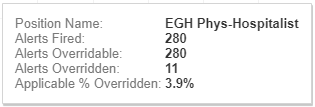 Position Name: EGH Phys-Hospitalist
Alerts Fired: 280
Alerts Overridable: 280
Alerts Overridden: 11
Applicable % Overridden: 3.9%